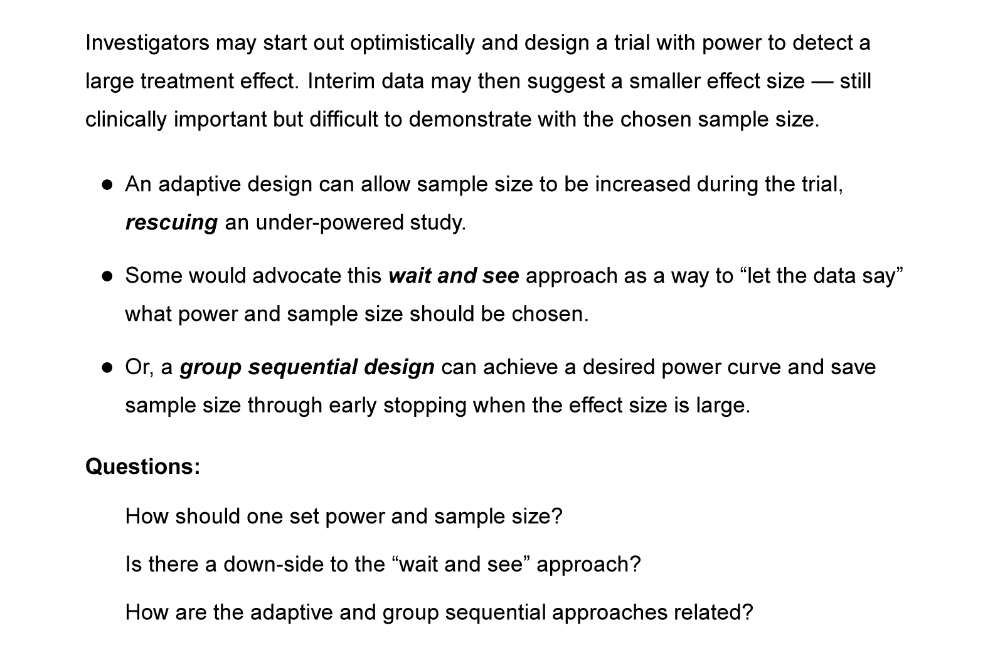 Investigators may start out optimistically and design a trial with power to detect a
large treatment effect. Interim data may then suggest a smaller effect size — still
clinically important but difficult to demonstrate with the chosen sample size.
● An adaptive design can allow sample size to be increased during the trial,
rescuing an under-powered study.
● Some would advocate this wait and see approach as a way to “let the data say”
what power and sample size should be chosen.
● Or, a group sequential design can achieve a desired power curve and save
sample size through early stopping when the effect size is large.
Questions:
How should one set power and sample size?
Is there a down-side to the “wait and see” approach?
How are the adaptive and group sequential approaches related?